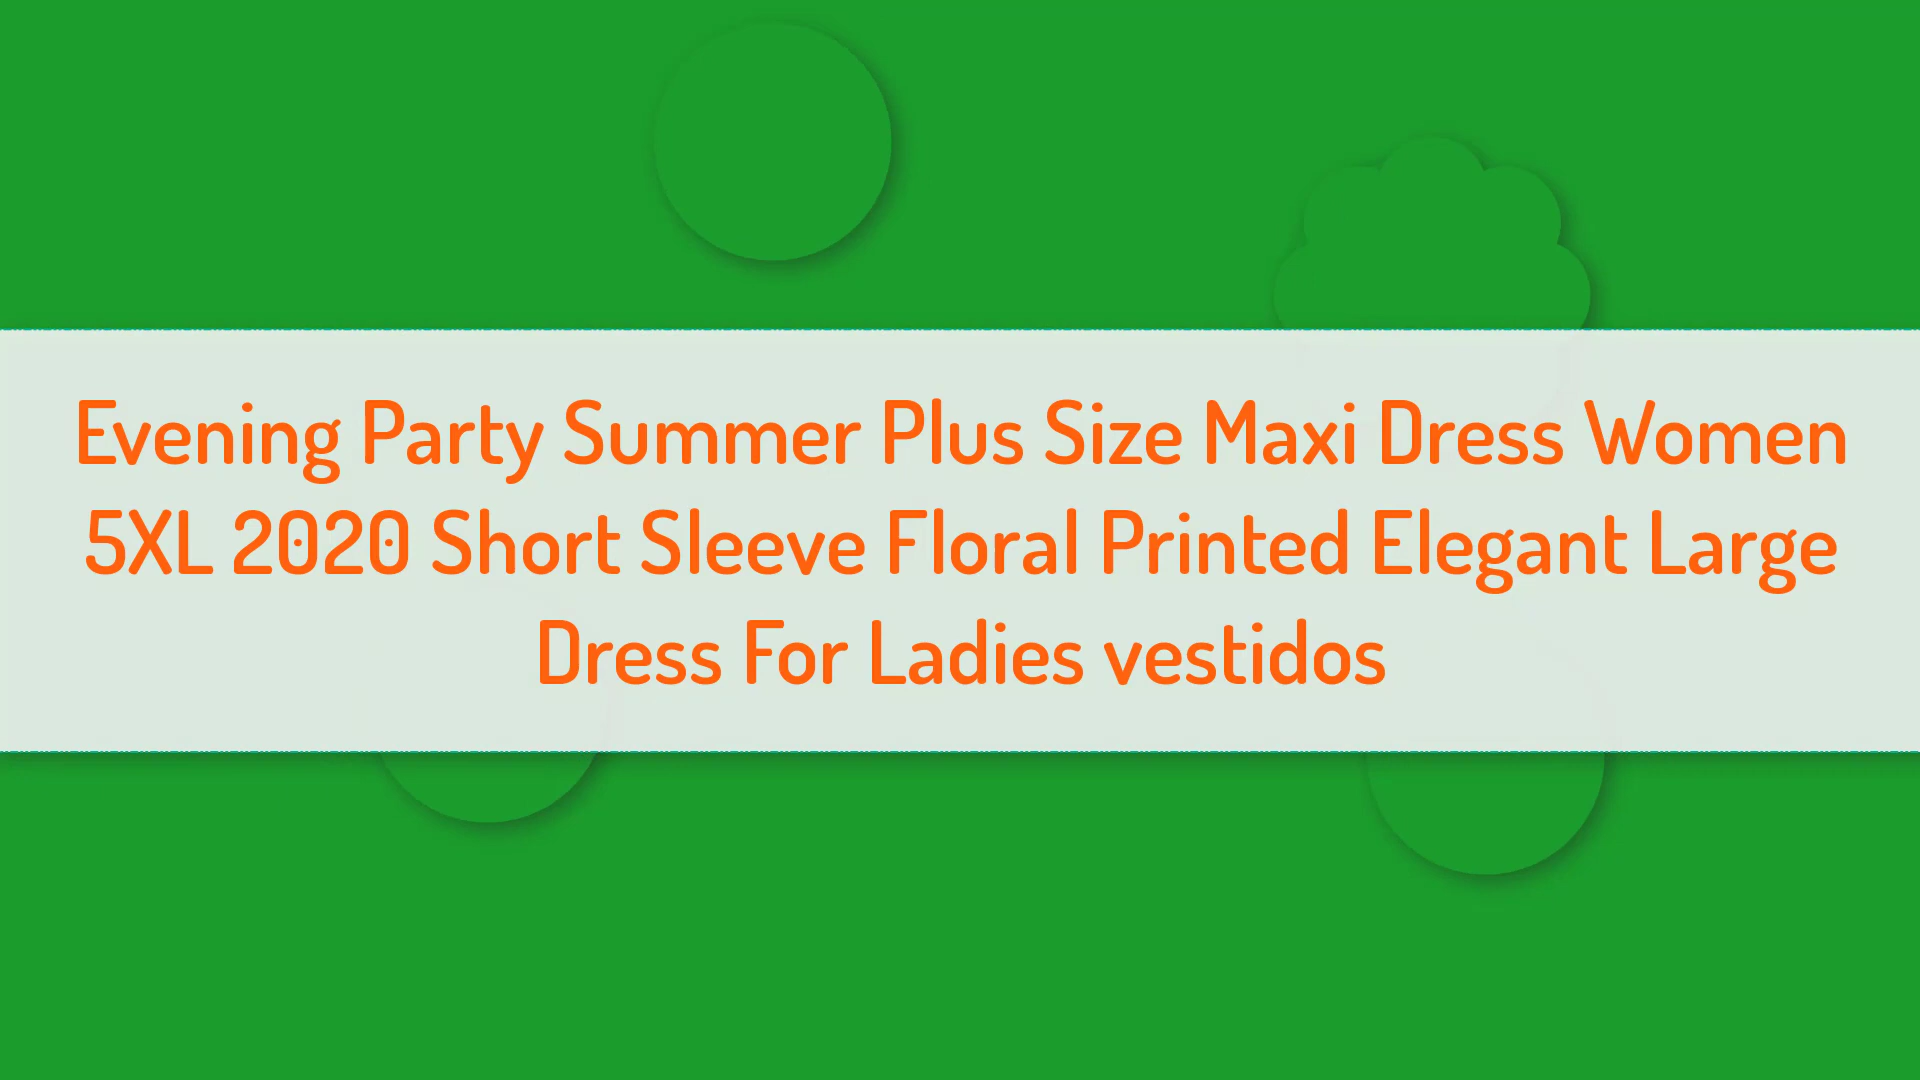 Evening Party Summer Plus Size Maxi Dress Women
5XL 2020 Short Sleeve Floral Printed Elegant Large
Dress For Ladies vestidos